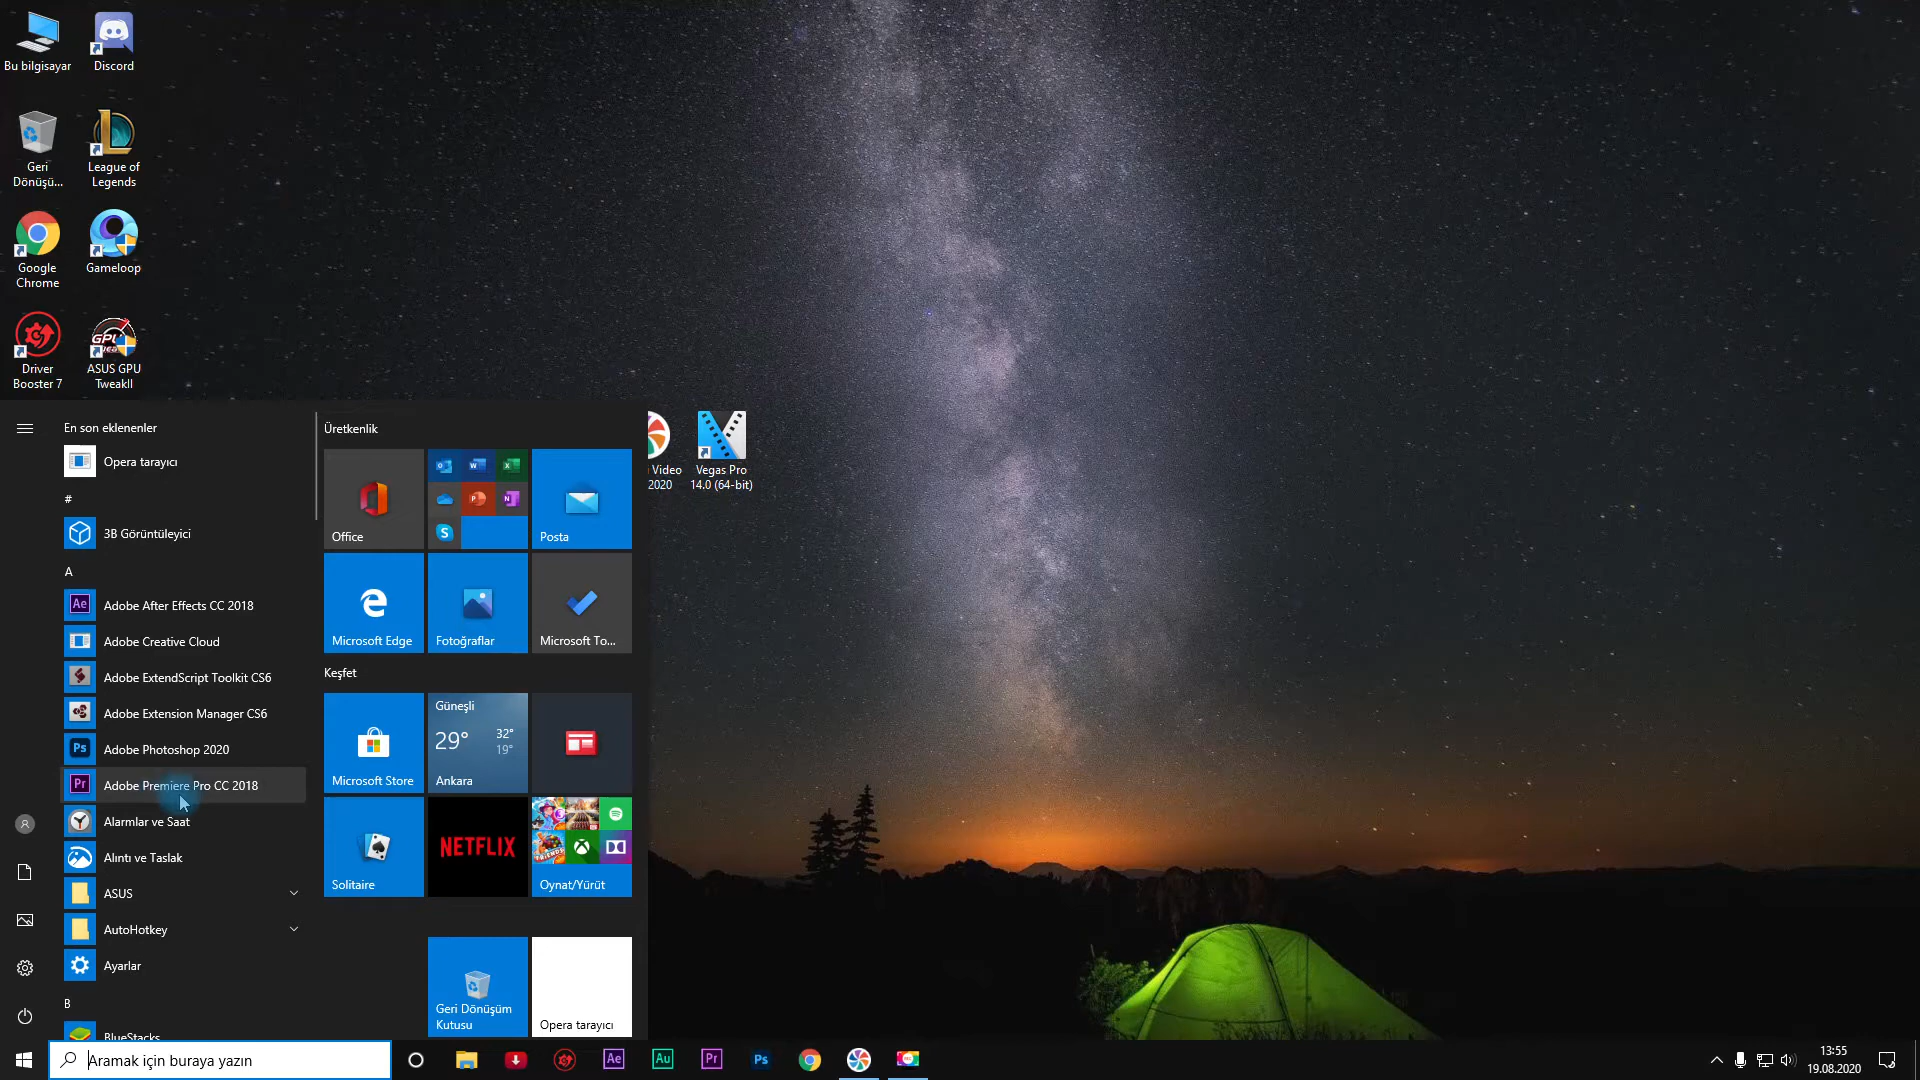 Bu bilgisayar
Discord
Geri
Dönüşü...
League of
Legends
Google
Chrome
Gameloop
Driver
Booster 7
ASUS GPU
TweakII
Video
2020
Vegas Pro
14.0 (64-bit)
En son eklenenler
Opera tarayıcı
#
3B Görüntüleyici
A
Adobe After Effects CC 2018
Adobe Creative Cloud
Adobe ExtendScript Toolkit CS6
Adobe Extension Manager CS6
Adobe Photoshop 2020
Adobe Premiere Pro CC 2018
Alarmlar ve Saat
Alıntı ve Taslak
ASUS
AutoHotkey
Ayarlar
B
BlueStacks
Üretkenlik
Office
Posta
Microsoft Edge
Fotoğraflar
Microsoft To...
Keşfet
Microsoft Store
Güneşli
29° 32°
19°
Ankara
Solitaire
NETFLIX
Oynat/Yürüt
Geri Dönüşüm
Kutusu
Opera tarayıcı
Aramak için buraya yazın
Ae
Au
Pr
Ps
13:55
19.08.2020